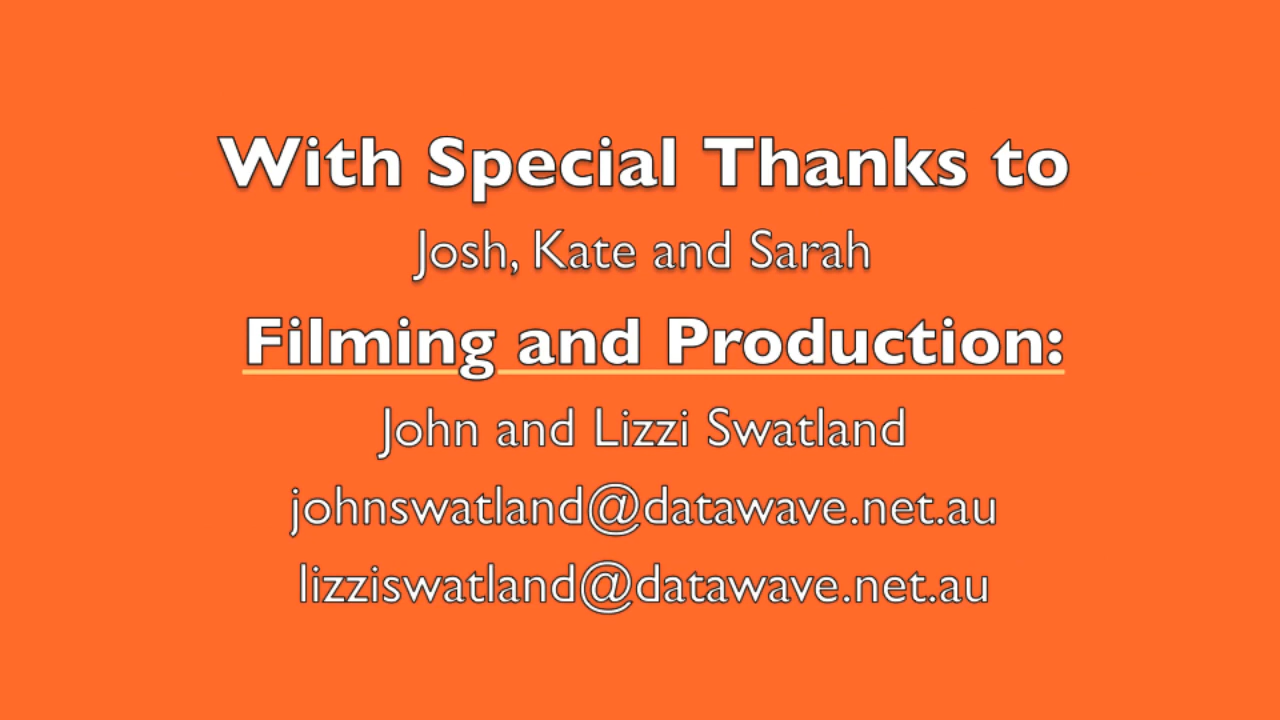 With Special Thanks to
Josh, Kate and Sarah
Filming and Production:
John and Lizzi Swatland
johnswatland@datawave.net.au
lizziswatland@datawave.net.au